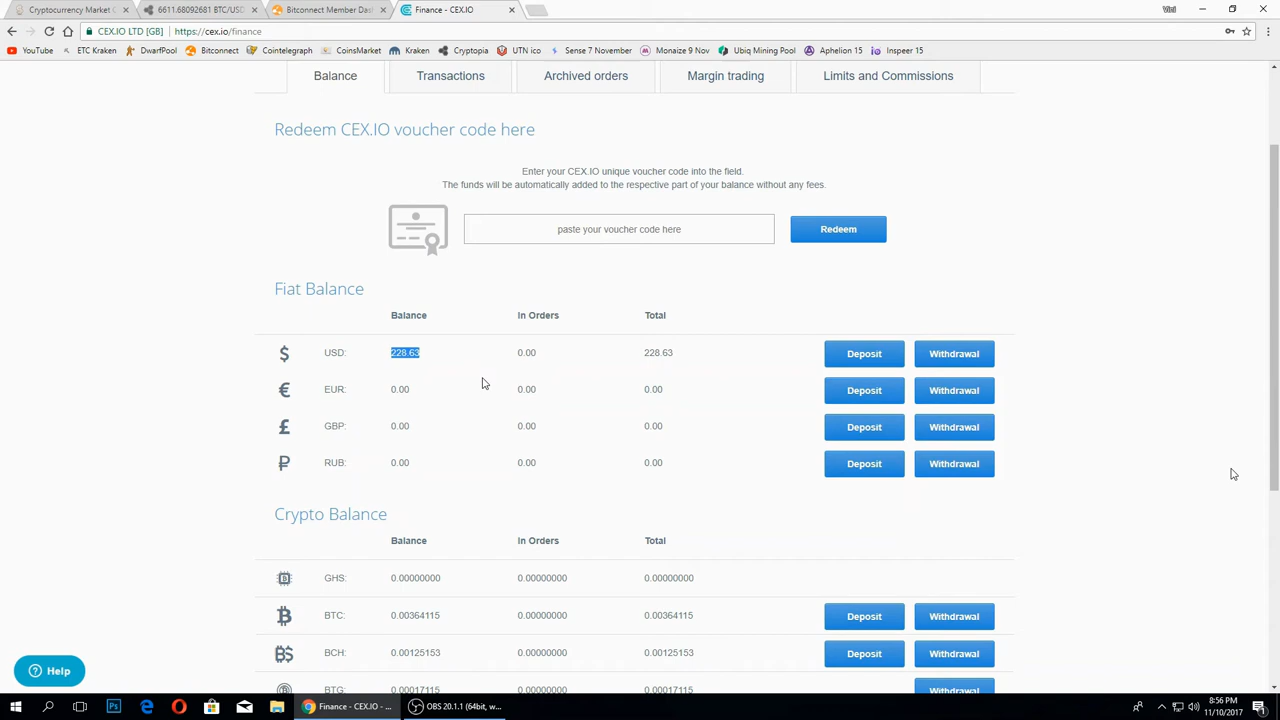 Cryptocurrency Market C
6611.68092681 BTC/USD
Bitconnect Member Das
Finance - CEX.IO
Vlad
CEX.IO LTD [GB] https://cex.io/finance
YouTube ETC Kraken DwarfPool Bitconnect Cointelegraph CoinsMarket Kraken Cryptopia UTN ico Sense 7 November Monaize 9 Nov Ubiq Mining Pool Aphelion 15 Inspeer 15
Balance Transactions Archived orders Margin trading Limits and Commissions
Redeem CEX.IO voucher code here
Enter your CEX.IO unique voucher code into the field.
The funds will be automatically added to the respective part of your balance without any fees.
paste your voucher code here Redeem
Fiat Balance
Balance In Orders Total
$ USD: 228.63 0.00 228.63 Deposit Withdrawal
€ EUR: 0.00 0.00 0.00 Deposit Withdrawal
£ GBP: 0.00 0.00 0.00 Deposit Withdrawal
₽ RUB: 0.00 0.00 0.00 Deposit Withdrawal
Crypto Balance
Balance In Orders Total
GHS: 0.00000000 0.00000000 0.00000000
BTC: 0.00364115 0.00000000 0.00364115 Deposit Withdrawal
BCH: 0.00125153 0.00000000 0.00125153 Deposit Withdrawal
BTG: 0.00017115 0.00000000 0.00017115 Withdrawal
Help
Finance - CEX.IO - ... OBS 20.1.1 (64bit, w...
8:56 PM
11/10/2017